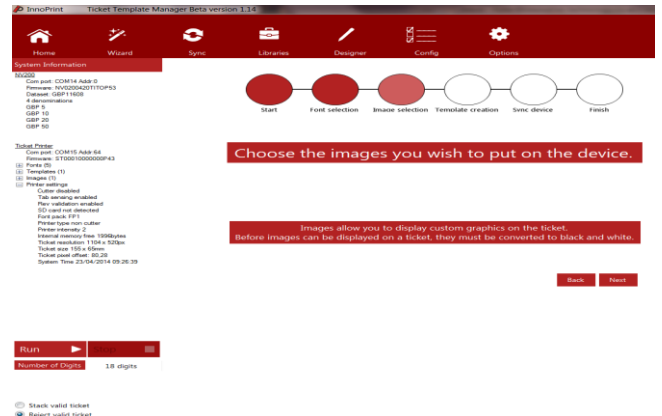 InnoPrint Ticket Template Manager Beta version 1.14
Home Wizard Sync Libraries Designer Config Options
System Information
NV200
Com port: COM14 Addr:0
Firmware: NV0200420TITOP53
Dataset: GBP11608
4 denominations
GBP 5
GBP 10
GBP 20
GBP 50
Ticket Printer
Com port: COM15 Addr:64
Firmware: ST00010000000P43
Fonts (5)
Templates (1)
Images (1)
Printer settings
Cutter disabled
Tab sensing enabled
Rev validation enabled
SD card not detected
Font pack FP1
Printer type non cutter
Printer intensity 2
Internal memory free 1996bytes
Ticket resolution 1104 x 520px
Ticket size 156 x 65mm
Ticket pixel offset: 80,28
System Time 23/04/2014 09:26:39
Start Font selection Image selection Template creation Sync device Finish
Choose the images you wish to put on the device.
Images allow you to display custom graphics on the ticket.
Before images can be displayed on a ticket, they must be converted to black and white.
Back Next
Run
Number of Digits 18 digits
Stack valid ticket
Reject valid ticket